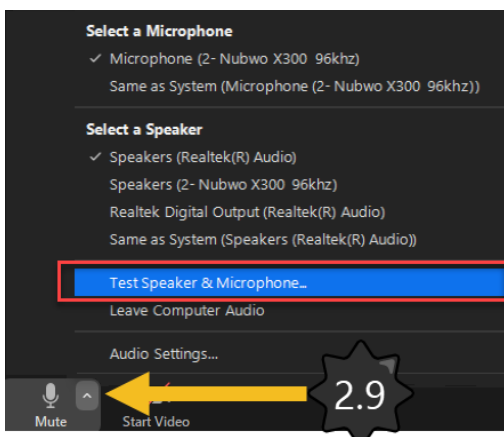 Select a Microphone
✓ Microphone (2- Nubwo X300 96khz)
Same as System (Microphone (2- Nubwo X300 96khz))
Select a Speaker
✓ Speakers (Realtek(R) Audio)
Speakers (2- Nubwo X300 96khz)
Realtek Digital Output (Realtek(R) Audio)
Same as System (Speakers (Realtek(R) Audio))
Test Speaker & Microphone...
Leave Computer Audio
Audio Settings...
2.9
Mute
Start Video